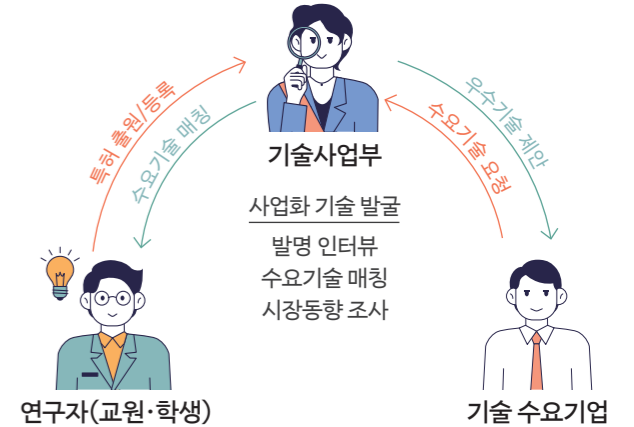 특허 출원/등록
수요기술 매칭
우수기술 제안
수요기술 요청
기술사업부
사업화 기술 발굴
발명 인터뷰
수요기술 매칭
시장동향 조사
연구자(교원·학생)
기술 수요기업